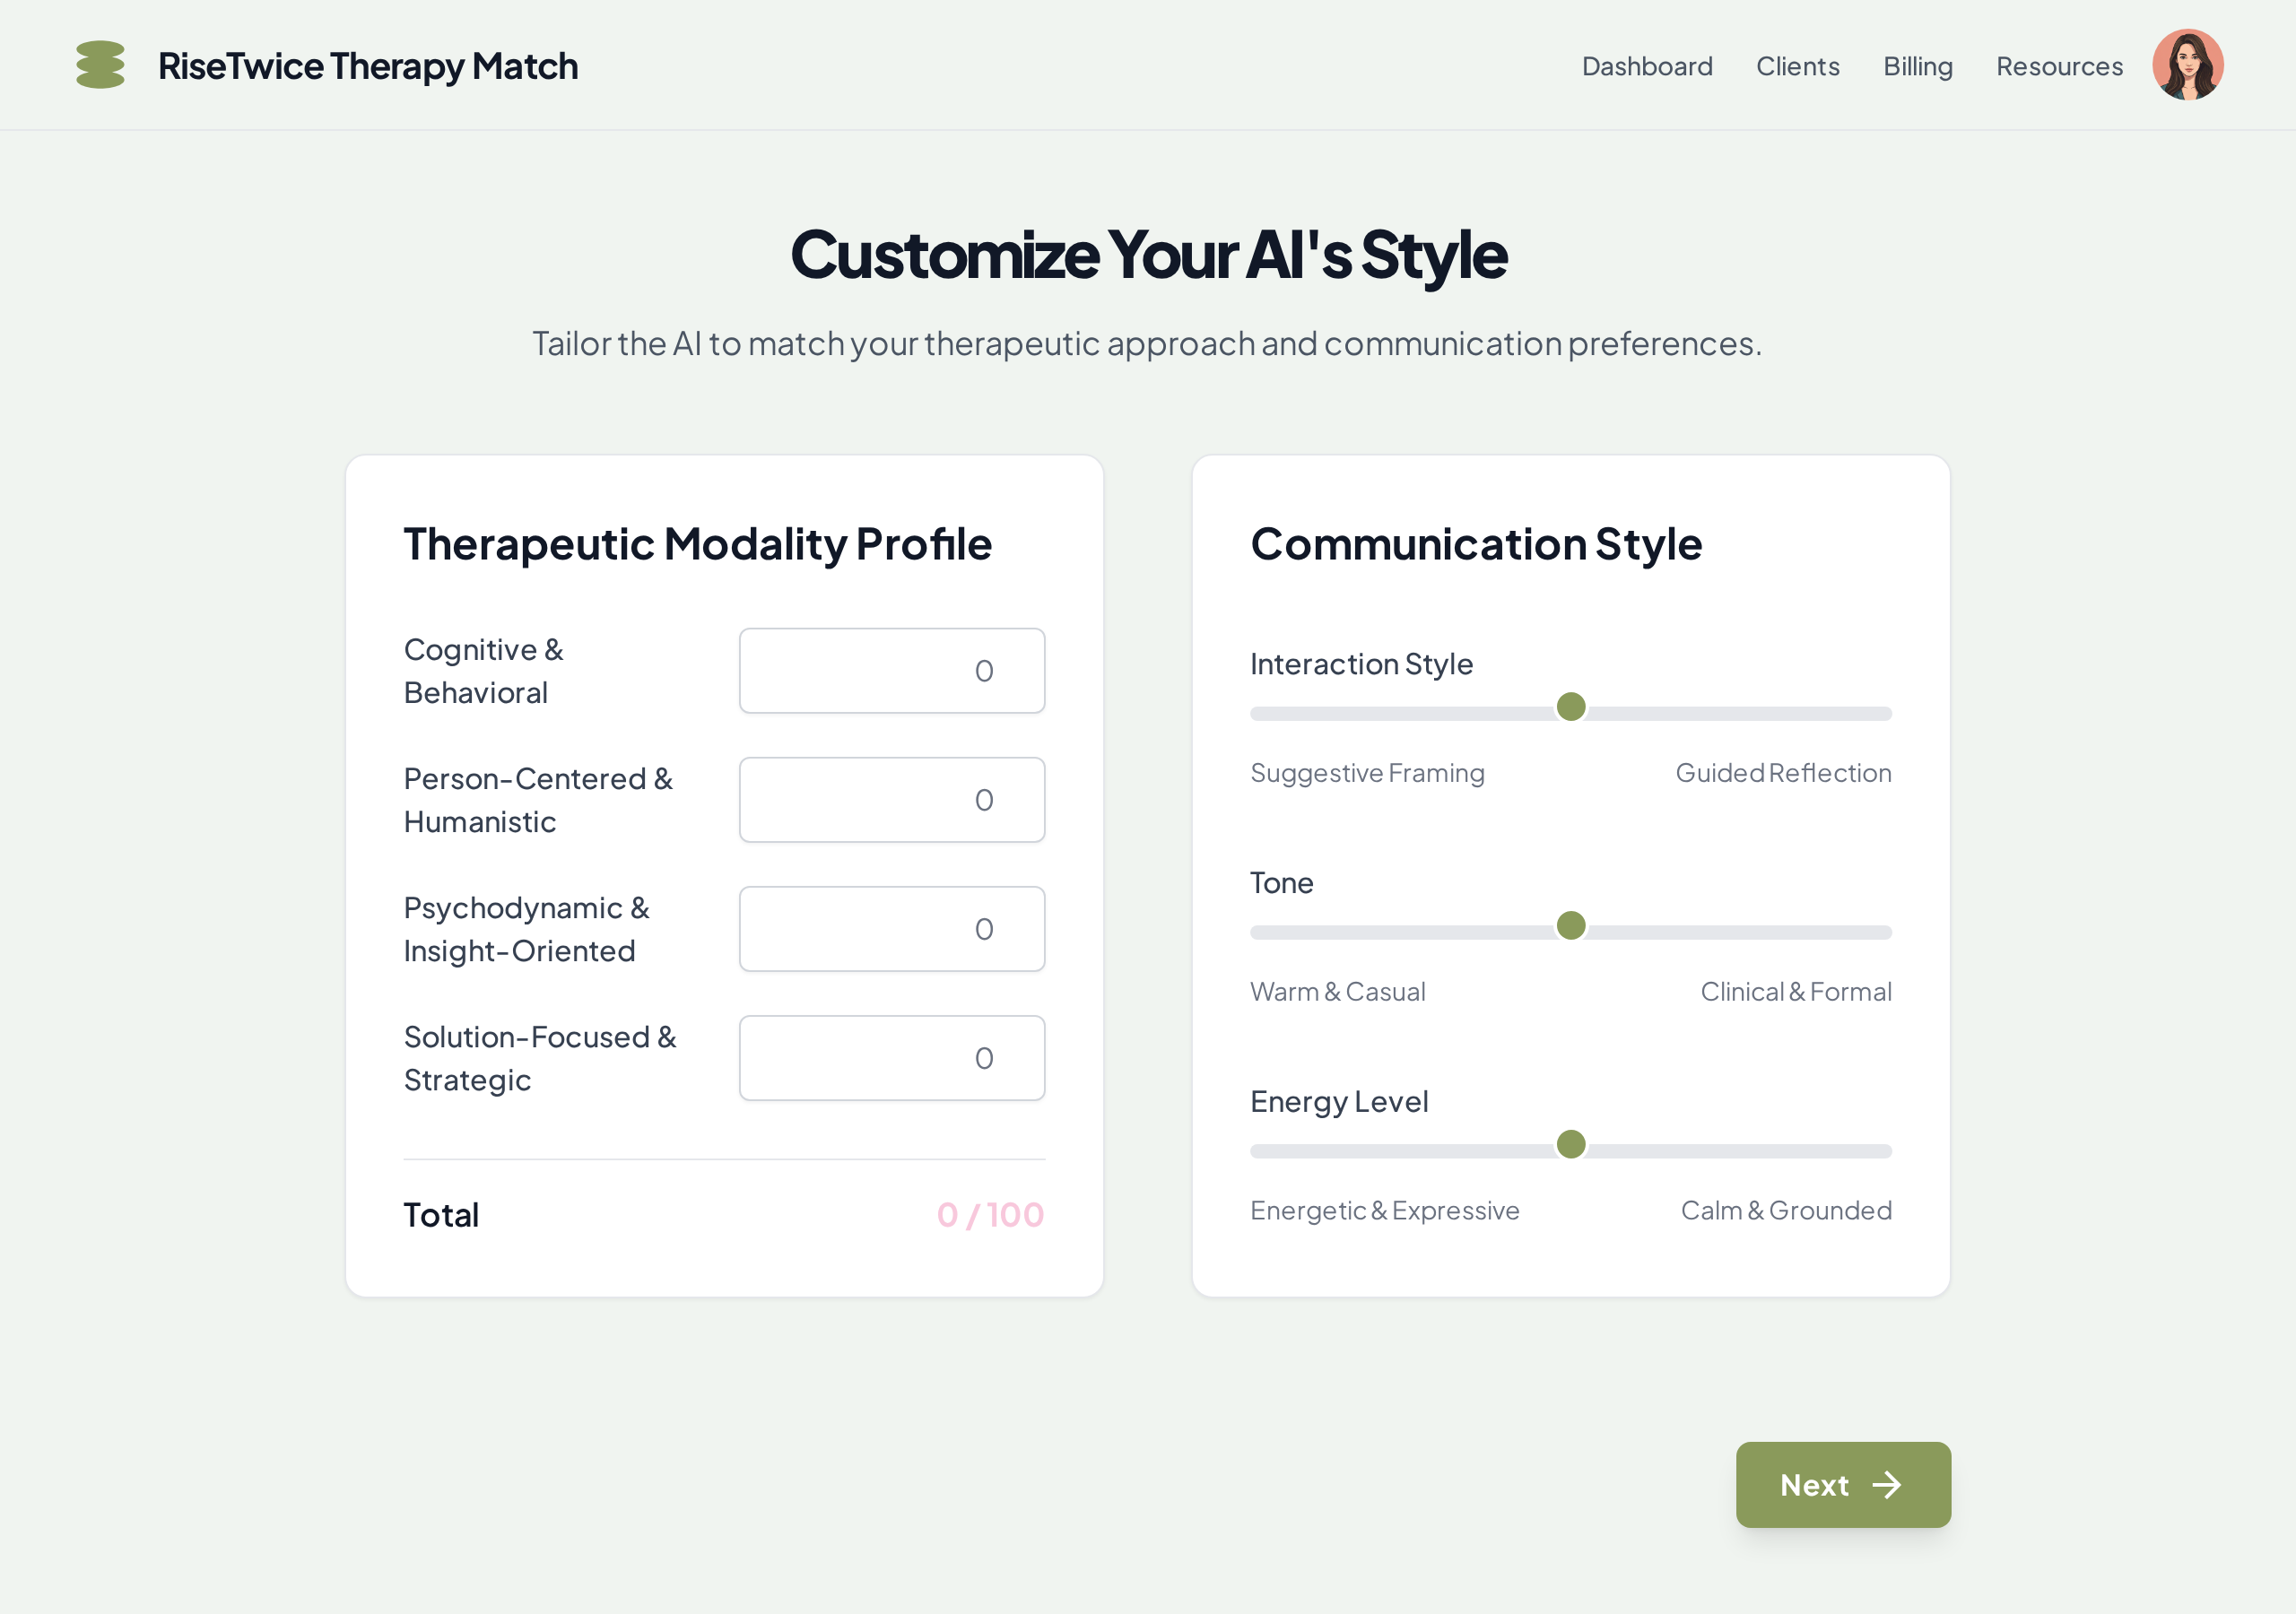 RiseTwice Therapy Match
Dashboard
Clients
Billing
Resources
Customize Your AI's Style
Tailor the AI to match your therapeutic approach and communication preferences.
Therapeutic Modality Profile
Cognitive &
Behavioral
0
Person-Centered &
Humanistic
0
Psychodynamic &
Insight-Oriented
0
Solution-Focused &
Strategic
0
Total
0 / 100
Communication Style
Interaction Style
Suggestive Framing
Guided Reflection
Tone
Warm & Casual
Clinical & Formal
Energy Level
Energetic & Expressive
Calm & Grounded
Next